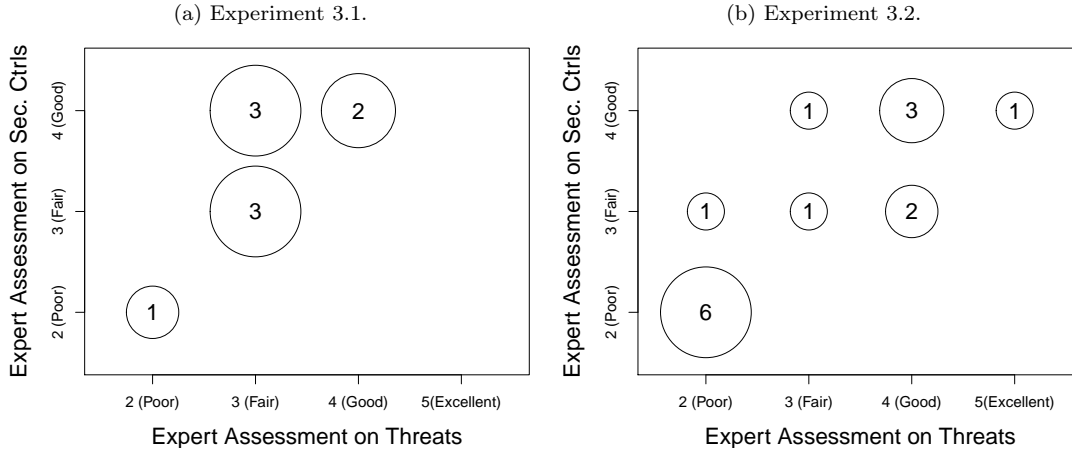 (a) Experiment 3.1.
Expert Assessment on Sec. Ctrls
4 (Good)
3 (Fair)
2 (Poor)
3
2
3
1
2 (Poor) 3 (Fair) 4 (Good) 5(Excellent)
Expert Assessment on Threats
(b) Experiment 3.2.
Expert Assessment on Sec. Ctrls
4 (Good)
3 (Fair)
2 (Poor)
1
3
1
1
1
2
6
2 (Poor) 3 (Fair) 4 (Good) 5(Excellent)
Expert Assessment on Threats